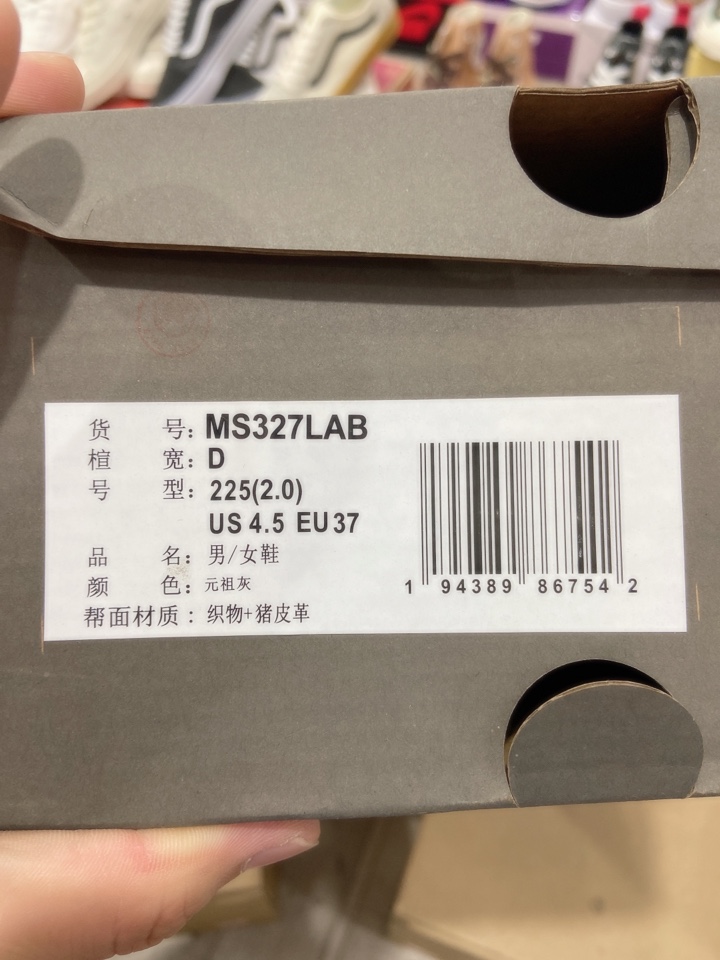 货 号: MS327LAB
楦 宽: D
号 型: 225(2.0)
US 4.5 EU 37
品 名: 男/女鞋
颜 色: 元祖灰
帮面材质: 织物+猪皮革
1 94389 86754 2